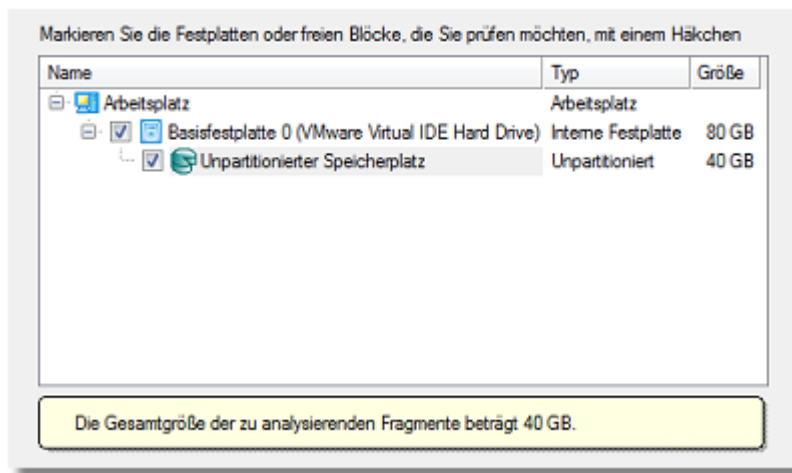 Markieren Sie die Festplatten oder freien Blöcke, die Sie prüfen möchten, mit einem Häkchen
Name Typ Größe
Arbeitsplatz Arbeitsplatz
Basisfestplatte 0 (VMware Virtual IDE Hard Drive) Interne Festplatte 80 GB
Unpartitionierter Speicherplatz Unpartitioniert 40 GB
Die Gesamtgröße der zu analysierenden Fragmente beträgt 40 GB.